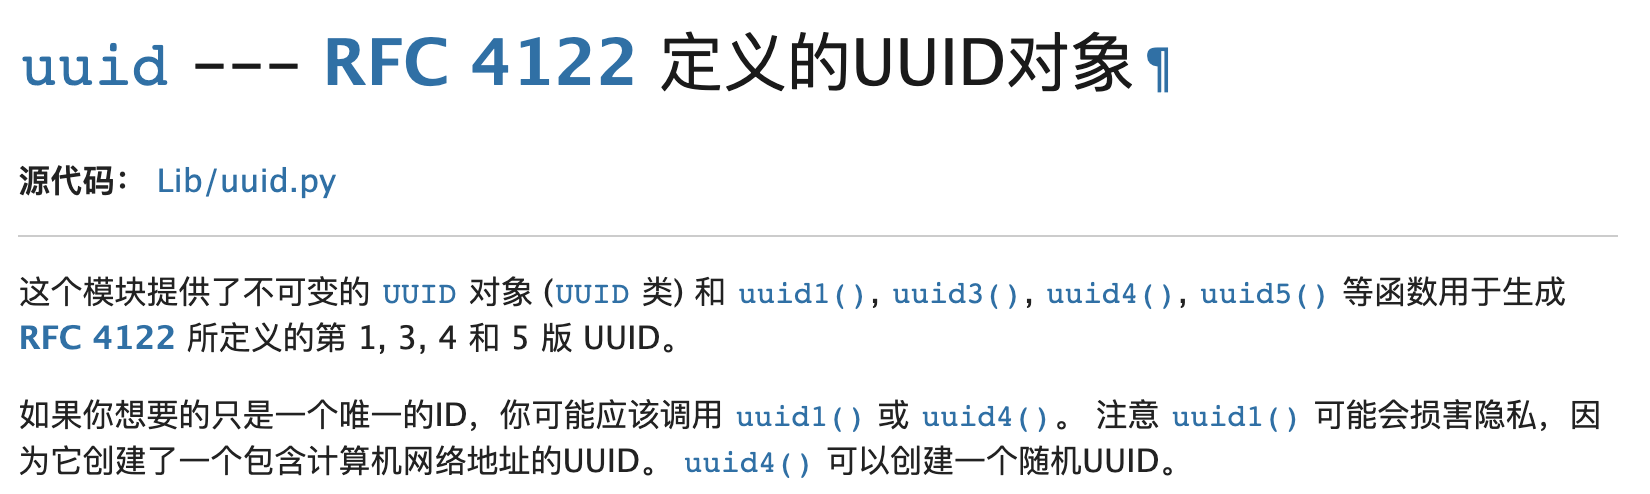 uuid --- RFC 4122 定义的UUID对象¶
源代码： Lib/uuid.py
这个模块提供了不可变的 UUID 对象 (UUID 类) 和 uuid1(), uuid3(), uuid4(), uuid5() 等函数用于生成
RFC 4122 所定义的第 1, 3, 4 和 5 版 UUID。
如果你想要的只是一个唯一的ID，你可能应该调用 uuid1() 或 uuid4()。 注意 uuid1() 可能会损害隐私，因
为它创建了一个包含计算机网络地址的UUID。 uuid4() 可以创建一个随机UUID。